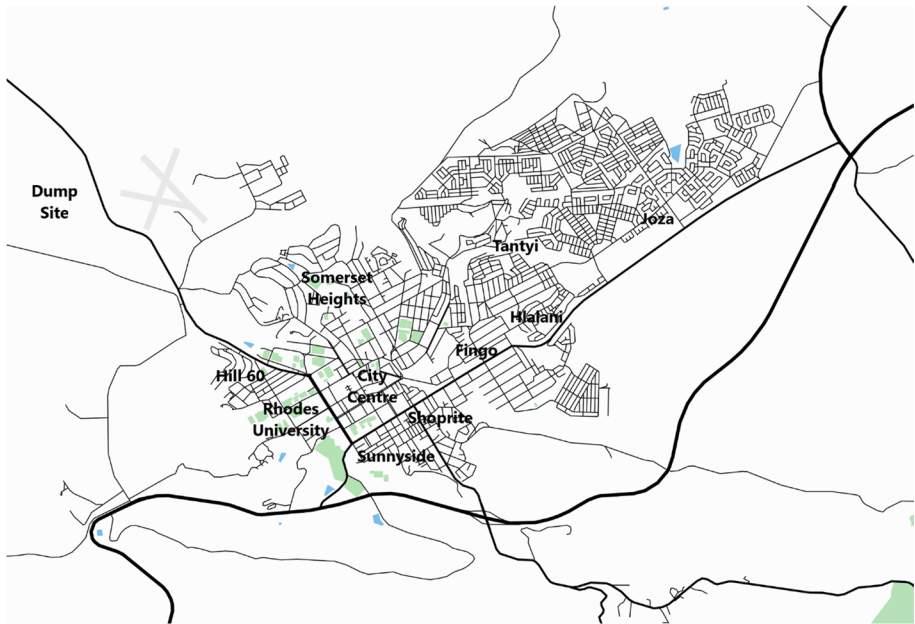 Dump
Site
Joza
Tantyi
Somerset
Heights
Hlalani
Fingo
Hill 60
City
Centre
Rhodes
University
Shoprite
Sunnyside